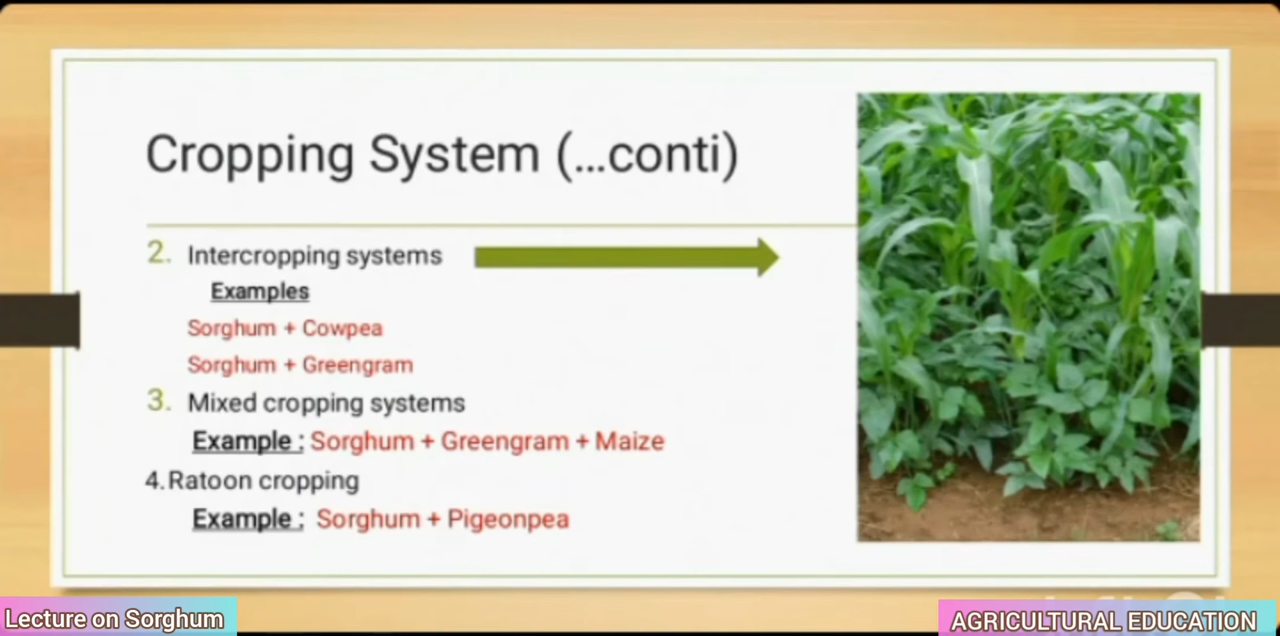 Cropping System (...conti)
2. Intercropping systems
Examples
Sorghum + Cowpea
Sorghum + Greengram
3. Mixed cropping systems
Example : Sorghum + Greengram + Maize
4.Ratoon cropping
Example : Sorghum + Pigeonpea
Lecture on Sorghum
AGRICULTURAL EDUCATION